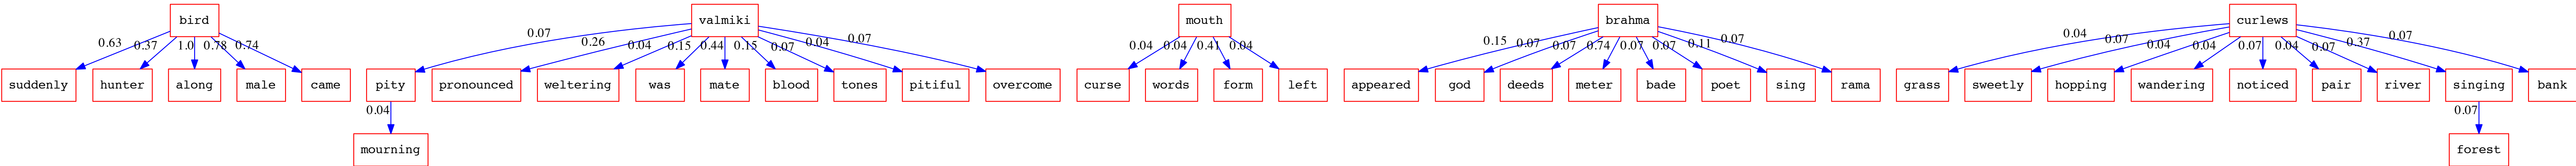 bird valmiki mouth brahma curlews
0.63 0.37 1.0 0.78 0.74 0.07 0.26 0.04 0.15 0.44 0.15 0.07 0.04 0.07 0.04 0.04 0.41 0.04 0.15 0.07 0.07 0.74 0.07 0.07 0.11 0.07 0.04 0.07 0.04 0.04 0.07 0.04 0.07 0.37 0.07
suddenly hunter along male came pity pronounced weltering was mate blood tones pitiful overcome curse words form left appeared god deeds meter bade poet sing rama grass sweetly hopping wandering noticed pair river singing bank
0.04 0.07
mourning forest